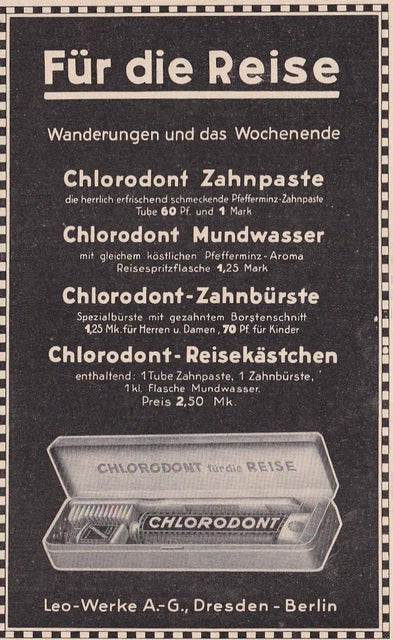 Für die Reise
Wanderungen und das Wochenende
Chlorodont Zahnpaste
die herrlich erfrischend schmeckende Pfefferminz-Zahnpaste
Tube 60 Pf. und 1 Mark
Chlorodont Mundwasser
mit gleichem köstlichen Pfefferminz-Aroma
Reisespritzflasche 1,25 Mark
Chlorodont-Zahnbürste
Spezialbürste mit gezahntem Borstenschnitt
1,25 Mk. für Herren u. Damen, 70 Pf. für Kinder
Chlorodont-Reisekästchen
enthaltend: 1 Tube Zahnpaste, 1 Zahnbürste,
1 kl. Flasche Mundwasser.
Preis 2,50 Mk.
CHLORODONT für die REISE
CHLORODONT
Leo-Werke A.-G., Dresden - Berlin